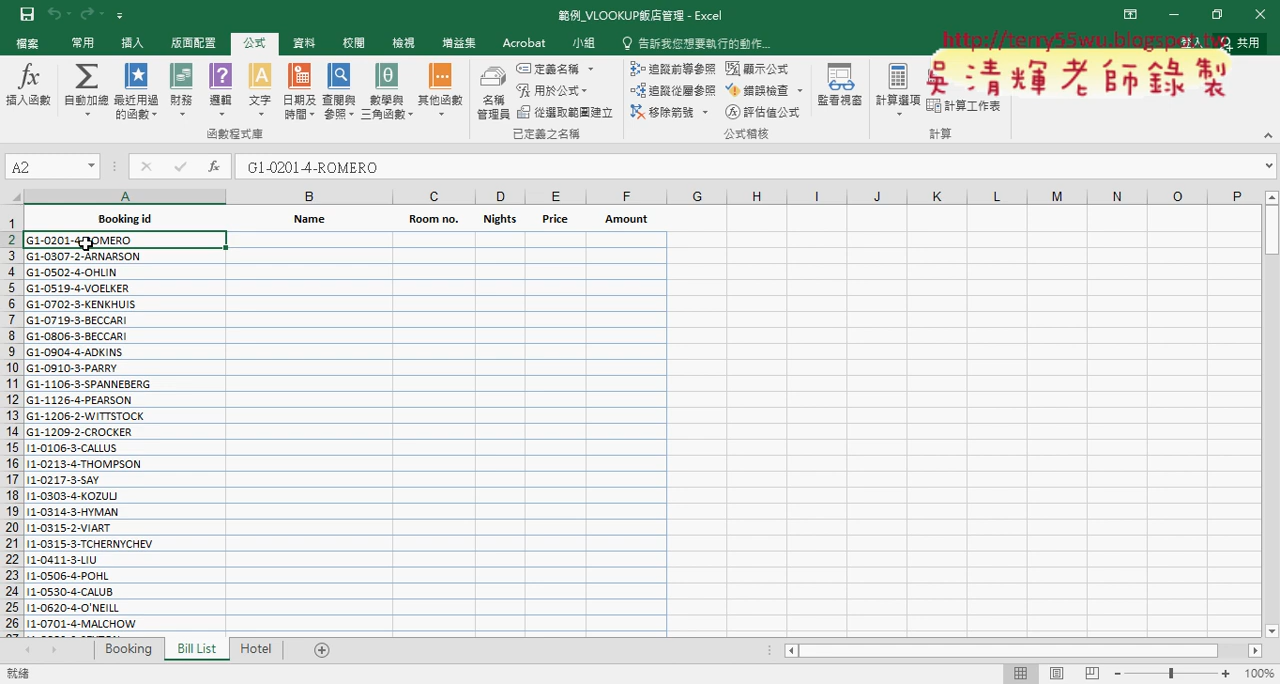 範例_VLOOKUP飯店管理 - Excel
檔案 常用 插入 版面配置 公式 資料 校閱 檢視 增益集 Acrobat 小組 告訴我您想要執行的動作... 登入 共用
http://terry55wu.blogspot.tw
吳清輝老師錄製
插入函數 自動加總 最近用過的函數 財務 邏輯 文字 日期及時間 查閱與參照 數學與三角函數 其他函數
函數程式庫
名稱管理員 定義名稱 用於公式 從選取範圍建立
已定義之名稱
追蹤前導參照 追蹤從屬參照 移除箭號 顯示公式 錯誤檢查 評估值公式
公式稽核
監看視窗
計算選項 計算工作表
計算
A2 fx G1-0201-4-ROMERO
A B C D E F G H I J K L M N O P
1 Booking id Name Room no. Nights Price Amount
2 G1-0201-4-ROMERO
3 G1-0307-2-ARNARSON
4 G1-0502-4-OHLIN
5 G1-0519-4-VOELKER
6 G1-0702-3-KENKHUIS
7 G1-0719-3-BECCARI
8 G1-0806-3-BECCARI
9 G1-0904-4-ADKINS
10 G1-0910-3-PARRY
11 G1-1106-3-SPANNEBERG
12 G1-1126-4-PEARSON
13 G1-1206-2-WITTSTOCK
14 G1-1209-2-CROCKER
15 I1-0106-3-CALLUS
16 I1-0213-4-THOMPSON
17 I1-0217-3-SAY
18 I1-0303-4-KOZULJ
19 I1-0314-3-HYMAN
20 I1-0315-2-VIART
21 I1-0315-3-TCHERNYCHEV
22 I1-0411-3-LIU
23 I1-0506-4-POHL
24 I1-0530-4-CALUB
25 I1-0620-4-O'NEILL
26 I1-0701-4-MALCHOW
Booking Bill List Hotel
就緒 100%